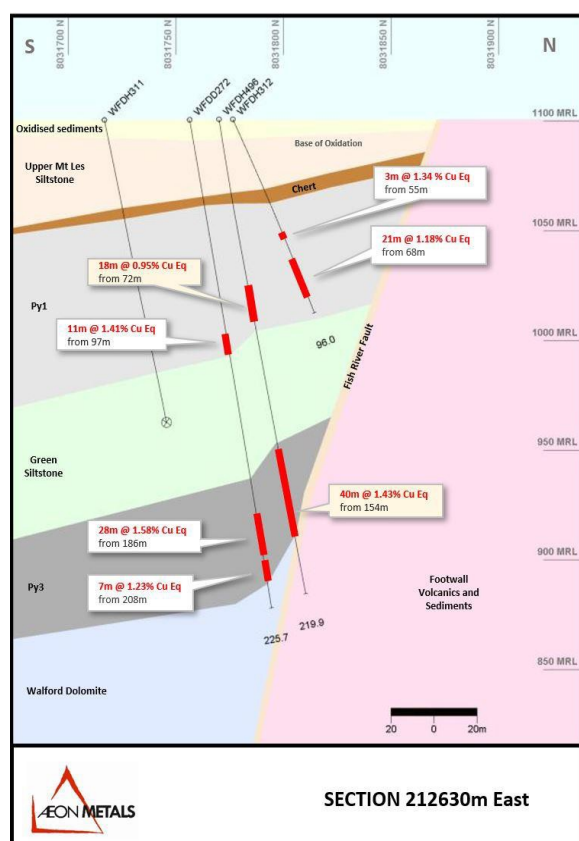 S
N
8031700 N
8031750 N
8031800 N
8031850 N
8031900 N
WFDH311
WFDD272
WFDH496
WFDH312
1100 MRL
Oxidised sediments
Base of Oxidation
Upper Mt Les
Siltstone
Chert
3m @ 1.34 % Cu Eq
from 55m
1050 MRL
21m @ 1.18% Cu Eq
from 68m
18m @ 0.95% Cu Eq
from 72m
Py1
11m @ 1.41% Cu Eq
from 97m
96.0
1000 MRL
Fish River Fault
950 MRL
Green
Siltstone
40m @ 1.43% Cu Eq
from 154m
28m @ 1.58% Cu Eq
from 186m
900 MRL
Py3
7m @ 1.23% Cu Eq
from 208m
Footwall
Volcanics and
Sediments
219.9
225.7
850 MRL
Walford Dolomite
20 0 20m
AEON METALS
SECTION 212630m East